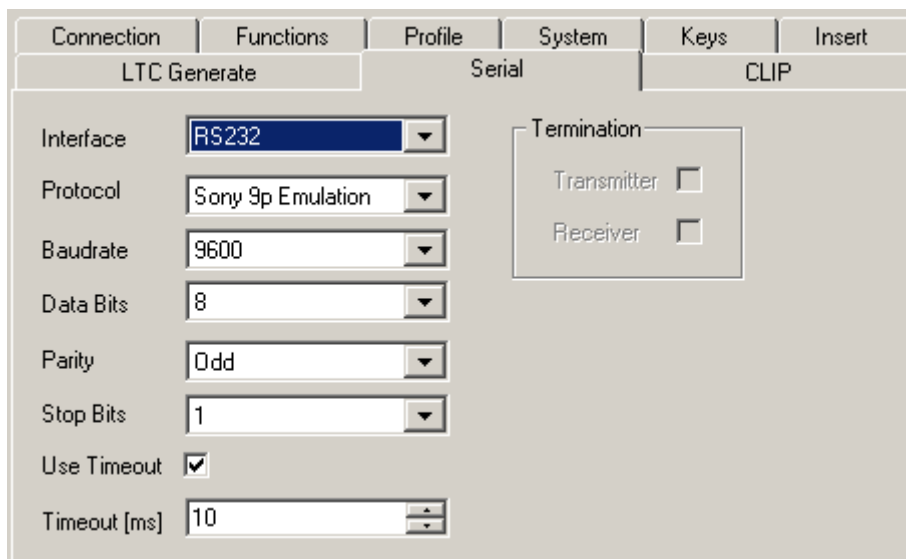 Connection Functions Profile System Keys Insert
LTC Generate Serial CLIP
Interface RS232
Protocol Sony 9p Emulation
Baudrate 9600
Data Bits 8
Parity Odd
Stop Bits 1
Use Timeout
Timeout [ms] 10
Termination
Transmitter
Receiver